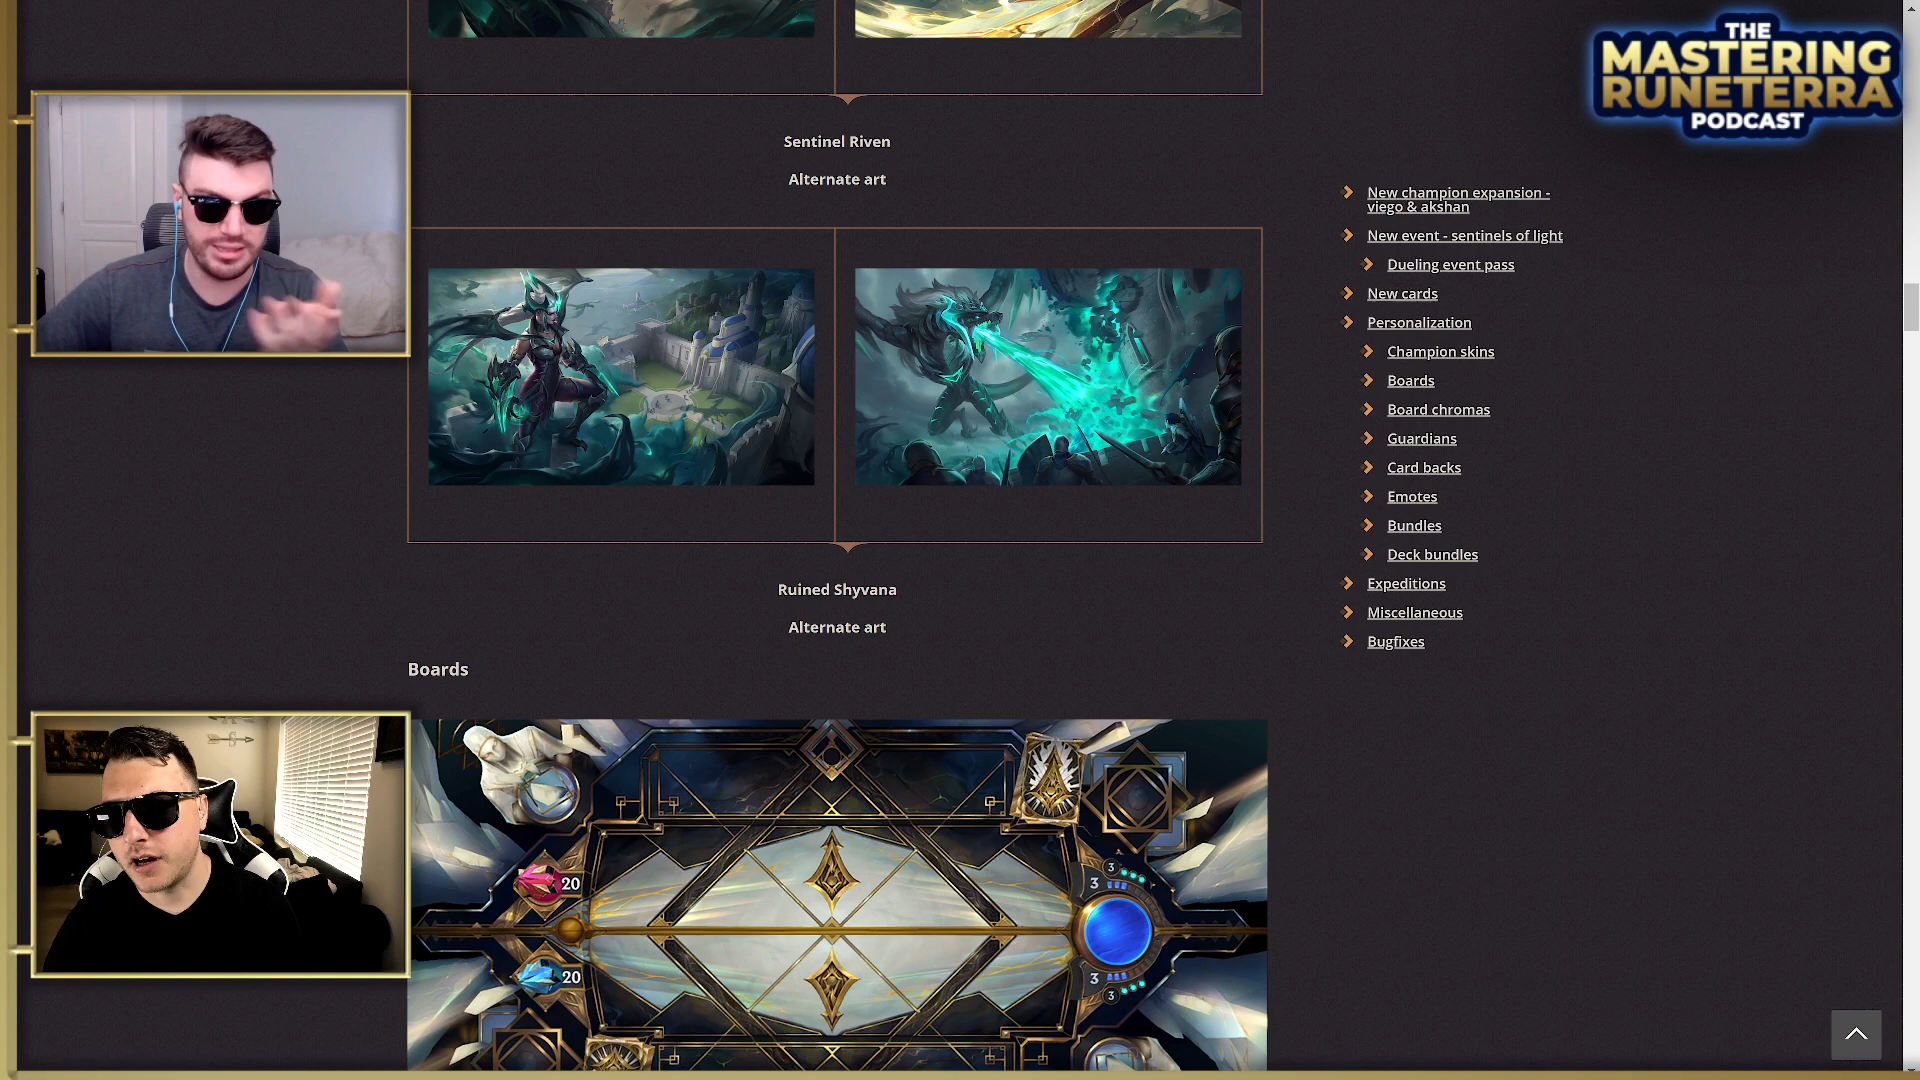 THE
MASTERING
RUNETERRA
PODCAST
Sentinel Riven
Alternate art
Ruined Shyvana
Alternate art
Boards
20
3
3
20
3
3
New champion expansion -
viego & akshan
New event - sentinels of light
Dueling event pass
New cards
Personalization
Champion skins
Boards
Board chromas
Guardians
Card backs
Emotes
Bundles
Deck bundles
Expeditions
Miscellaneous
Bugfixes